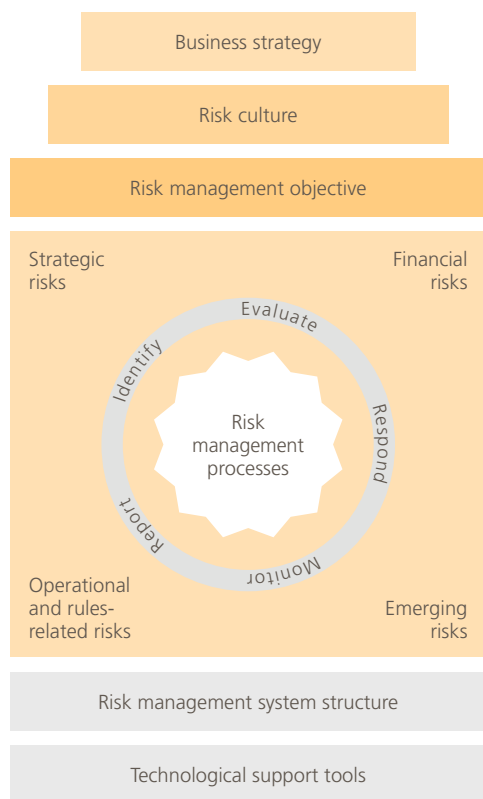 Business strategy
Risk culture
Risk management objective
Strategic
risks
Financial
risks
Identify
Evaluate
Respond
Monitor
Report
Risk
management
processes
Operational
and rules-
related risks
Emerging
risks
Risk management system structure
Technological support tools